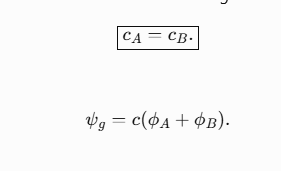 c_A = c_B.
ψ_g = c(ϕ_A + ϕ_B).